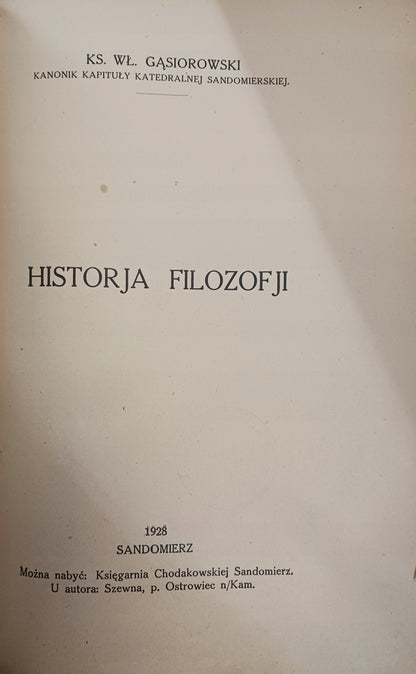 KS. WŁ. GĄSIOROWSKI
KANONIK KAPITUŁY KATEDRALNEJ SANDOMIERSKIEJ.
HISTORJA FILOZOFJI
1928
SANDOMIERZ
Można nabyć: Księgarnia Chodakowskiej Sandomierz.
U autora: Szewna, p. Ostrowiec n/Kam.